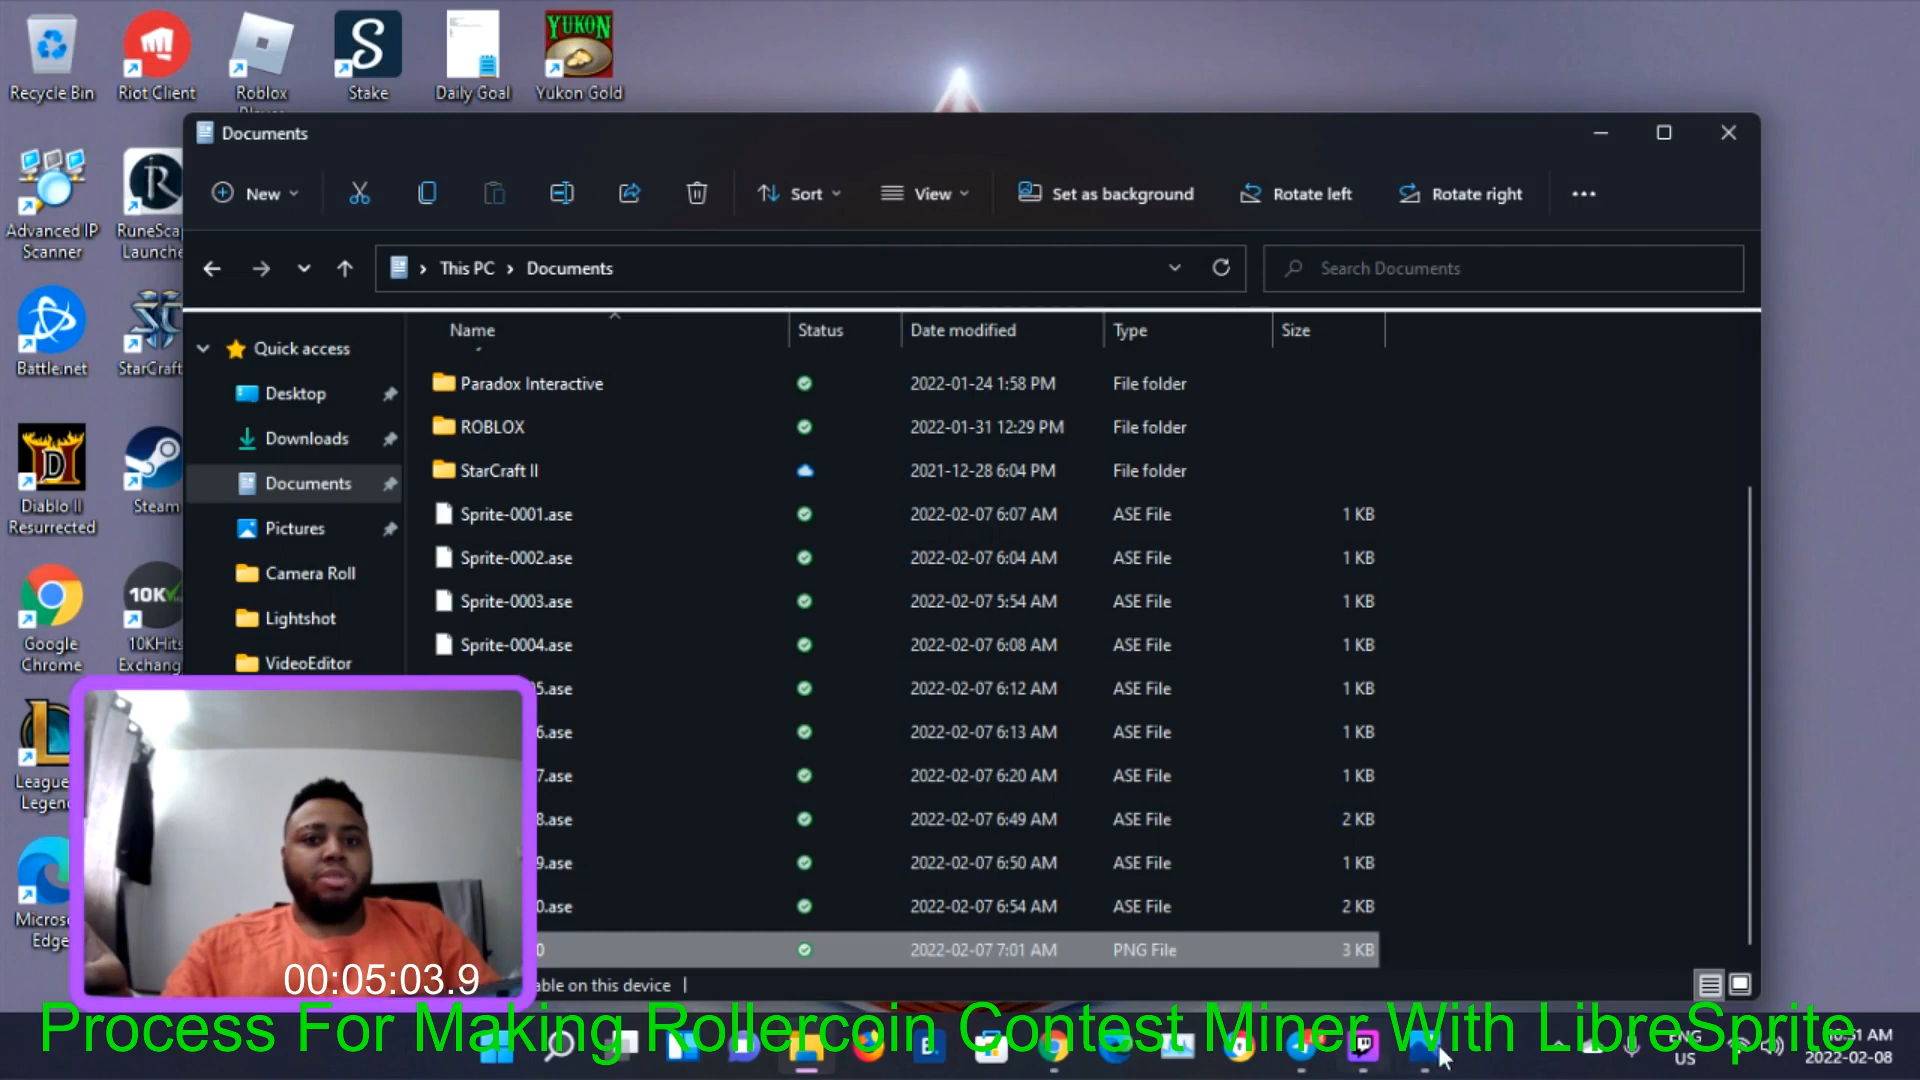 Recycle Bin
Riot Client
Roblox
Stake
Daily Goal
YUKON
Yukon Gold
Documents
New
Sort
View
Set as background
Rotate left
Rotate right
This PC > Documents
Search Documents
Advanced IP Scanner
Battle.net
Diablo II Resurrected
Steam
Google Chrome
10K
10KHits
Name Status Date modified Type Size
Quick access
Desktop
Downloads
Documents
Pictures
Camera Roll
Lightshot
VideoEditor
Paradox Interactive 2022-01-24 1:58 PM File folder
ROBLOX 2022-01-31 12:29 PM File folder
StarCraft II 2021-12-28 6:04 PM File folder
Sprite-0001.ase 2022-02-07 6:07 AM ASE File 1 KB
Sprite-0002.ase 2022-02-07 6:04 AM ASE File 1 KB
Sprite-0003.ase 2022-02-07 5:54 AM ASE File 1 KB
Sprite-0004.ase 2022-02-07 6:08 AM ASE File 1 KB
5.ase 2022-02-07 6:12 AM ASE File 1 KB
6.ase 2022-02-07 6:13 AM ASE File 1 KB
7.ase 2022-02-07 6:20 AM ASE File 1 KB
8.ase 2022-02-07 6:49 AM ASE File 2 KB
9.ase 2022-02-07 6:50 AM ASE File 1 KB
0.ase 2022-02-07 6:54 AM ASE File 2 KB
0 2022-02-07 7:01 AM PNG File 3 KB
able on this device
League
Legen
Micros
Edge
00:05:03.9
Process For Making Rollercoin Contest Miner With LibreSprite
ENG
US
2022-02-08